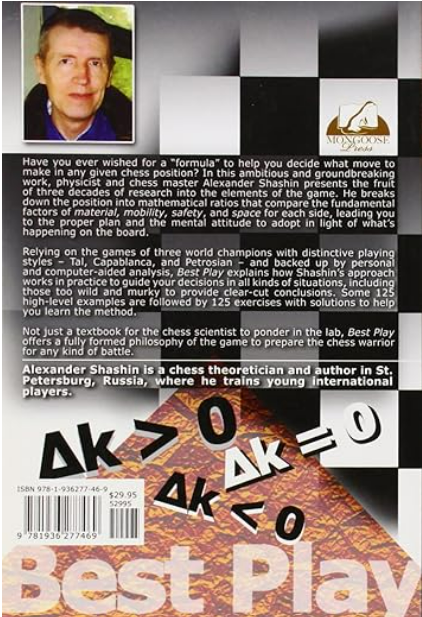 MONGOOSE
Press
Have you ever wished for a "formula" to help you decide what move to
make in any given chess position? In this ambitious and groundbreaking
work, physicist and chess master Alexander Shashin presents the fruit
of three decades of research into the elements of the game. He breaks
down the position into mathematical ratios that compare the fundamental
factors of material, mobility, safety, and space for each side, leading you
to the proper plan and the mental attitude to adopt in light of what's
happening on the board.
Relying on the games of three world champions with distinctive playing
styles – Tal, Capablanca, and Petrosian – and backed up by personal
and computer-aided analysis, Best Play explains how Shashin's approach
works in practice to guide your decisions in all kinds of situations, including
those too wild and murky to provide clear-cut conclusions. Some 125
high-level examples are followed by 125 exercises with solutions to help
you learn the method.
Not just a textbook for the chess scientist to ponder in the lab, Best Play
offers a fully formed philosophy of the game to prepare the chess warrior
for any kind of battle.
Alexander Shashin is a chess theoretician and author in St.
Petersburg, Russia, where he trains young international
players.
Δk > 0
Δk = 0
Δk < 0
ISBN 978-1-936277-46-9
$29.95
52995
9 781936 277469
Best Play